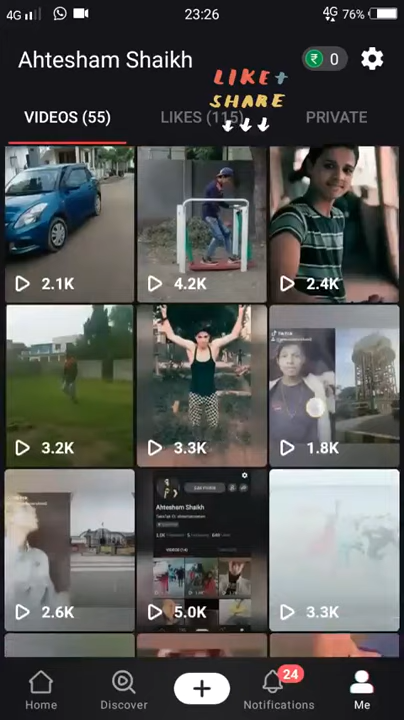 4G 23:26 4G 76%
Ahtesham Shaikh ₹ 0
LIKE+
SHARE
VIDEOS (55) LIKES (115) PRIVATE
2.1K 4.2K 2.4K
3.2K 3.3K 1.8K
Ahtesham Shaikh
2.6K 5.0K 3.3K
24
Home Discover + Notifications Me